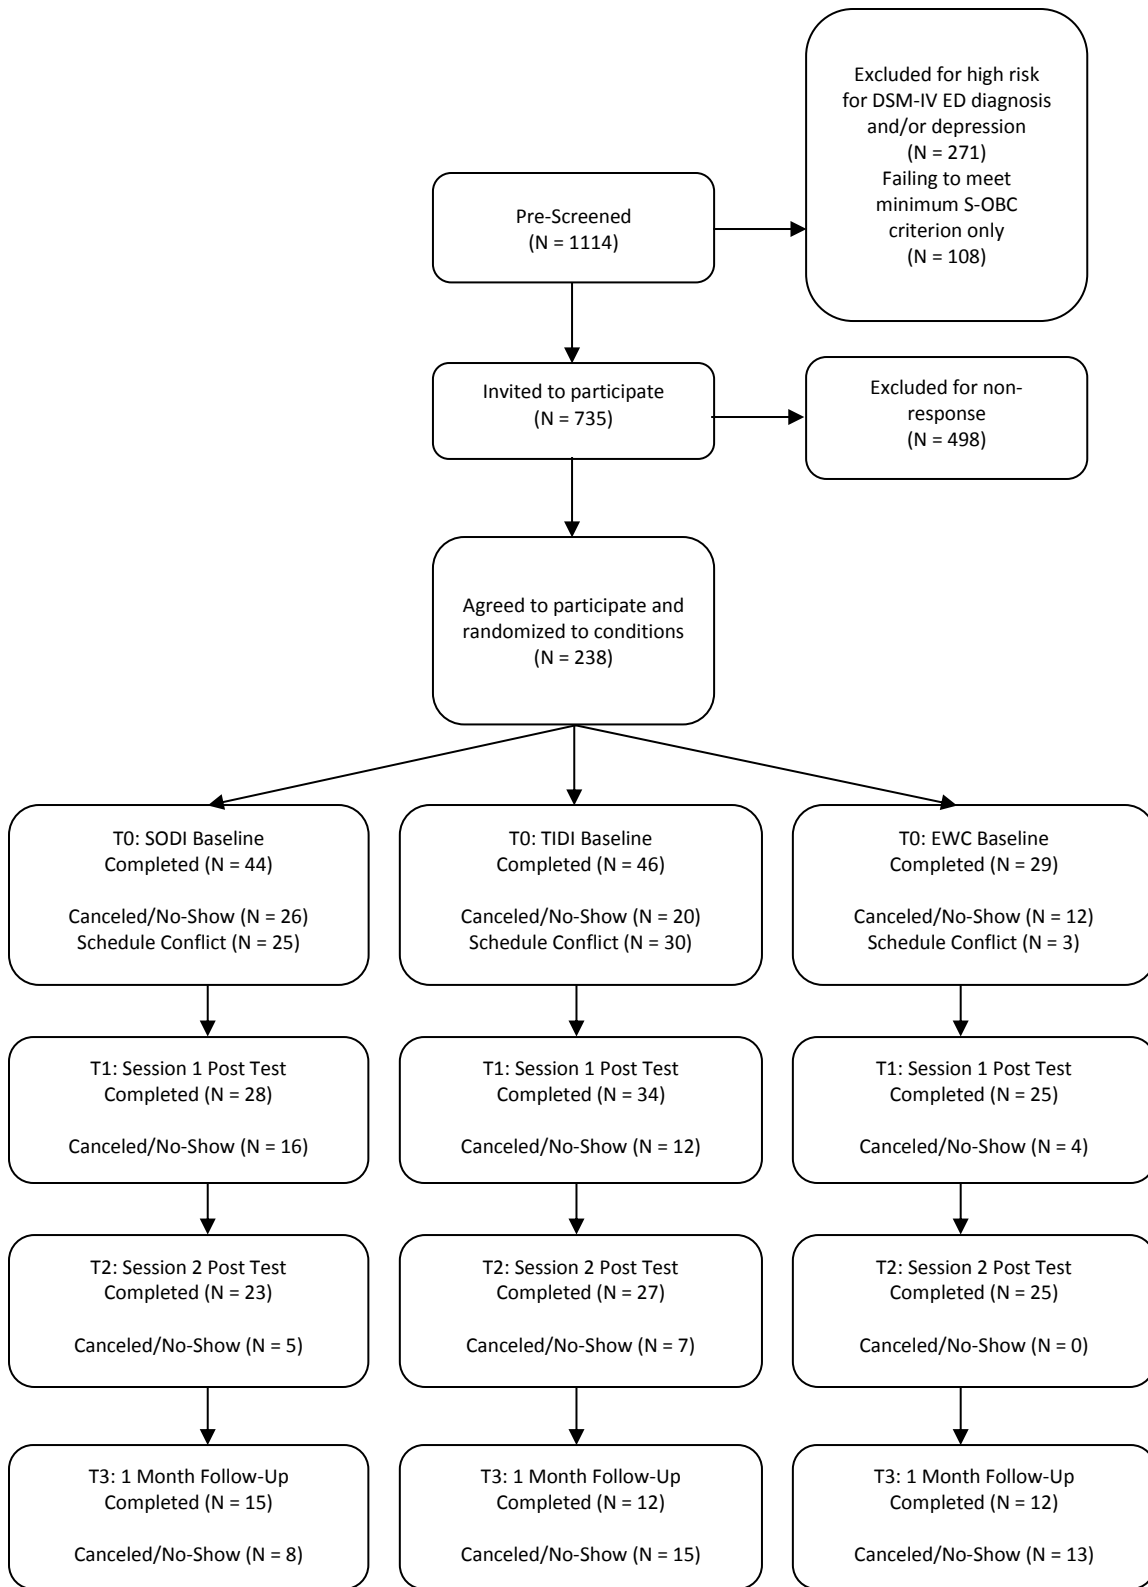 Excluded for high risk
for DSM-IV ED diagnosis
and/or depression
(N = 271)
Failing to meet
minimum S-OBC
criterion only
(N = 108)
Pre-Screened
(N = 1114)
Invited to participate
(N = 735)
Excluded for non-
response
(N = 498)
Agreed to participate and
randomized to conditions
(N = 238)
T0: SODI Baseline
Completed (N = 44)
Canceled/No-Show (N = 26)
Schedule Conflict (N = 25)
T0: TIDI Baseline
Completed (N = 46)
Canceled/No-Show (N = 20)
Schedule Conflict (N = 30)
T0: EWC Baseline
Completed (N = 29)
Canceled/No-Show (N = 12)
Schedule Conflict (N = 3)
T1: Session 1 Post Test
Completed (N = 28)
Canceled/No-Show (N = 16)
T1: Session 1 Post Test
Completed (N = 34)
Canceled/No-Show (N = 12)
T1: Session 1 Post Test
Completed (N = 25)
Canceled/No-Show (N = 4)
T2: Session 2 Post Test
Completed (N = 23)
Canceled/No-Show (N = 5)
T2: Session 2 Post Test
Completed (N = 27)
Canceled/No-Show (N = 7)
T2: Session 2 Post Test
Completed (N = 25)
Canceled/No-Show (N = 0)
T3: 1 Month Follow-Up
Completed (N = 15)
Canceled/No-Show (N = 8)
T3: 1 Month Follow-Up
Completed (N = 12)
Canceled/No-Show (N = 15)
T3: 1 Month Follow-Up
Completed (N = 12)
Canceled/No-Show (N = 13)